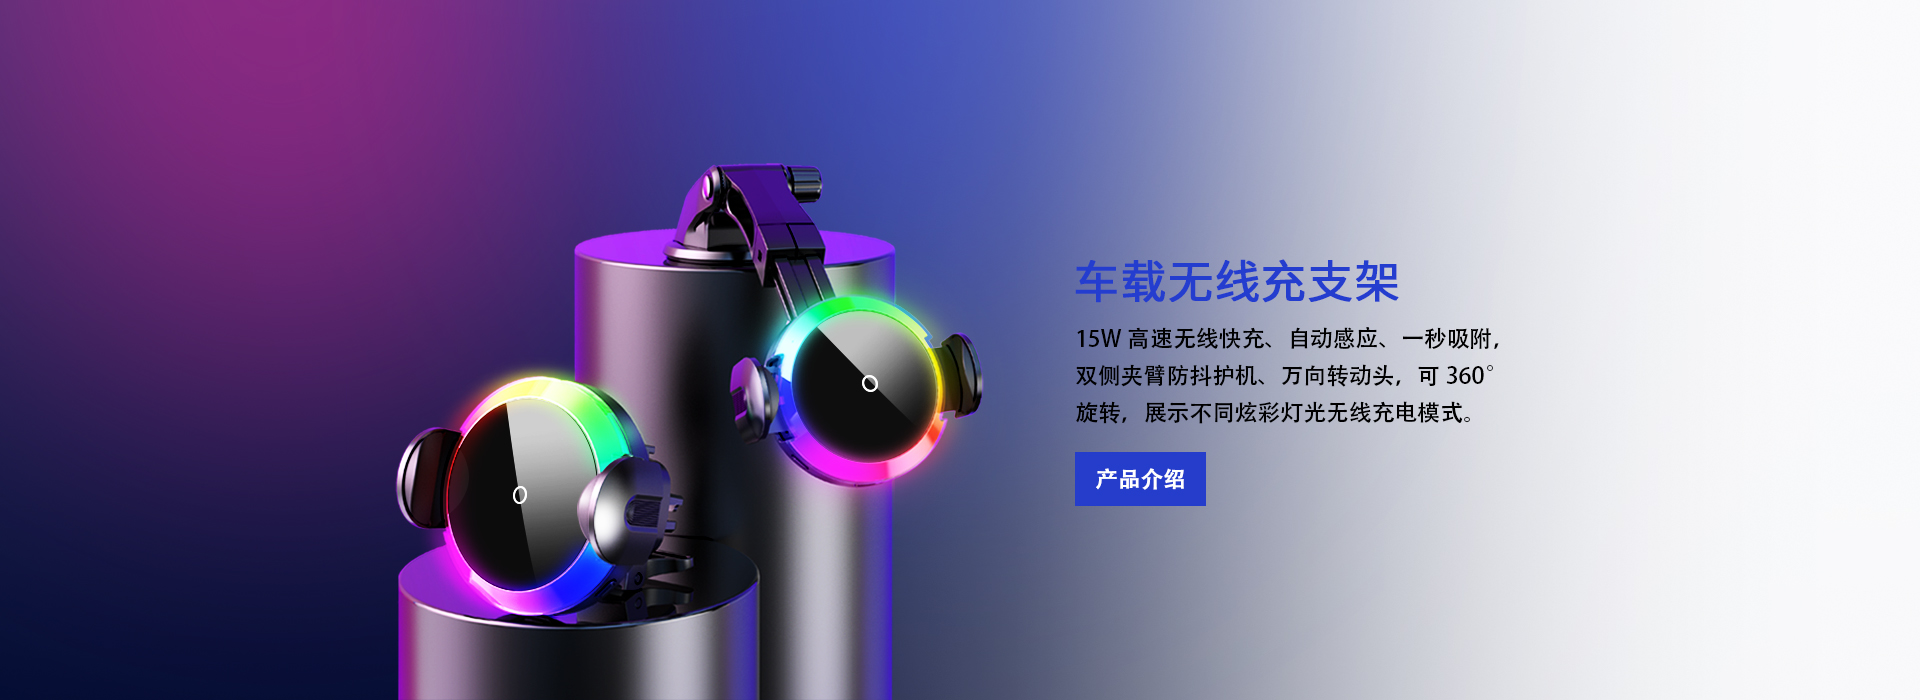 车载无线充支架
15W 高速无线快充、自动感应、一秒吸附，
双侧夹臂防抖护机、万向转动头，可 360°
旋转，展示不同炫彩灯光无线充电模式。
产品介绍